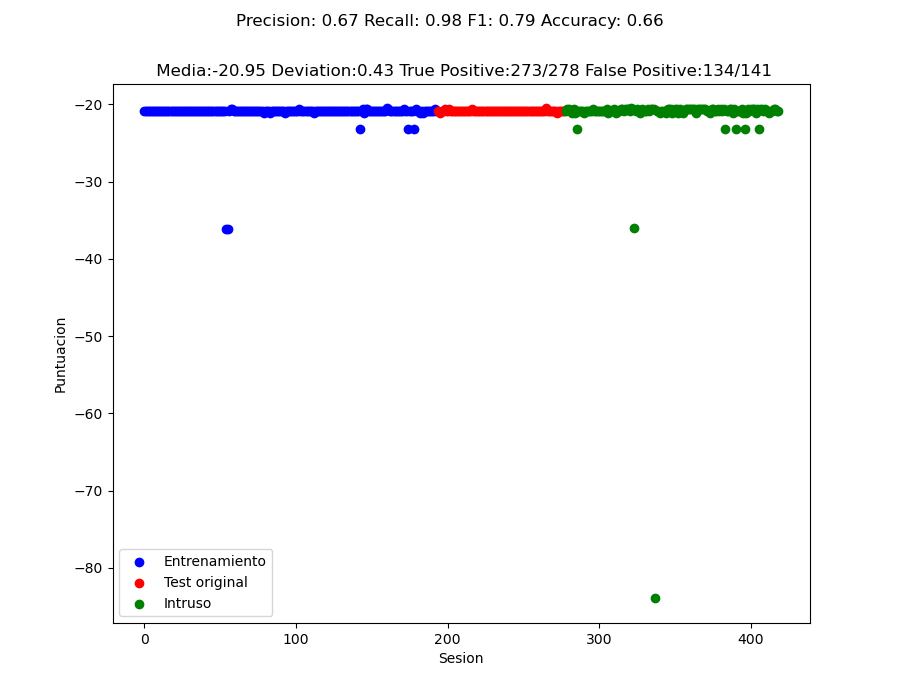 Precision: 0.67 Recall: 0.98 F1: 0.79 Accuracy: 0.66
Media:-20.95 Deviation:0.43 True Positive:273/278 False Positive:134/141
−20
−30
−40
−50
−60
−70
−80
Puntuacion
Entrenamiento
Test original
Intruso
0 100 200 300 400
Sesion